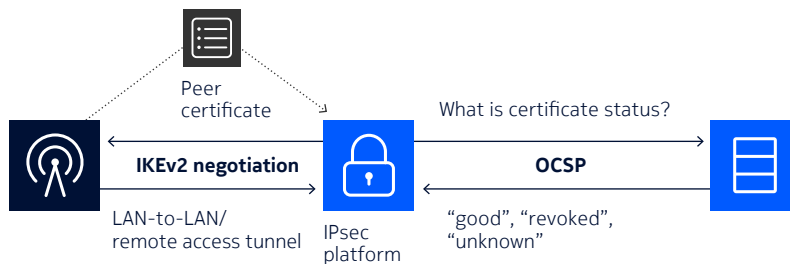 Peer
certificate
What is certificate status?
IKEv2 negotiation
OCSP
LAN-to-LAN/
remote access tunnel
IPsec
platform
“good”, “revoked”,
“unknown”